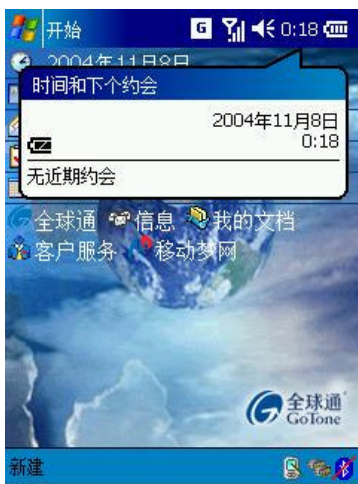 开始 G 0:18
2004年11月8日
时间和下个约会
2004年11月8日
0:18
无近期约会
全球通 信息 我的文档
客户服务 移动梦网
全球通
GoTone
新建